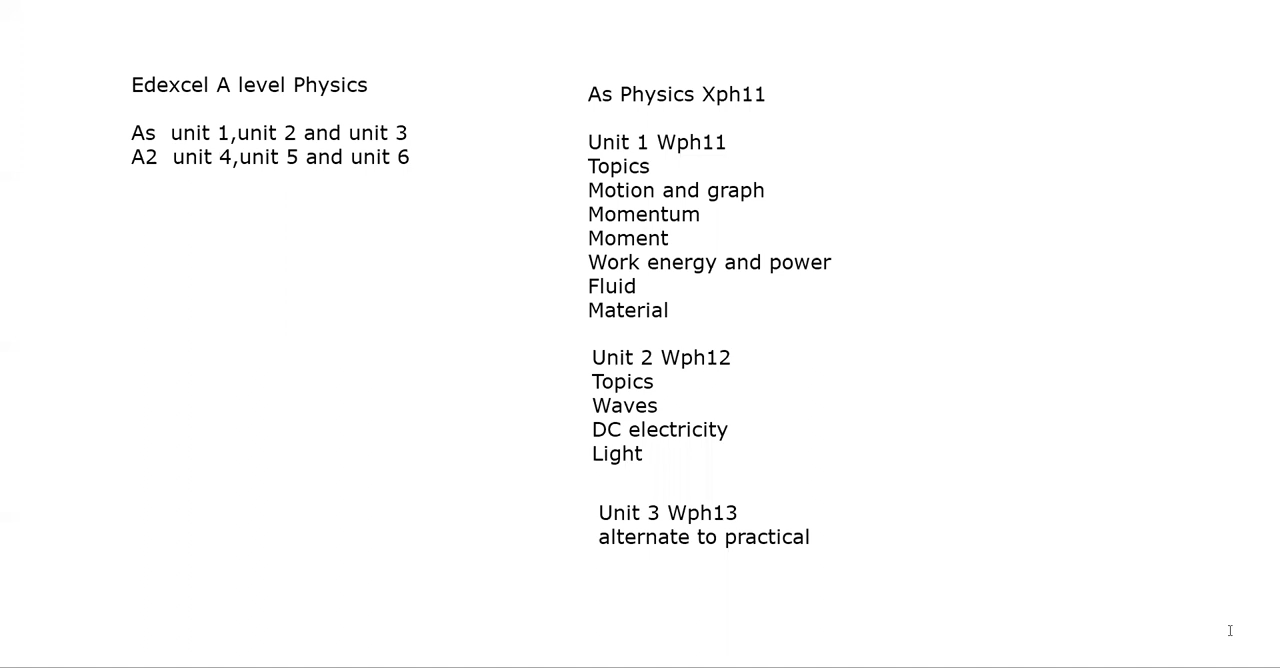 Edexcel A level Physics
As unit 1,unit 2 and unit 3
A2 unit 4,unit 5 and unit 6
As Physics Xph11
Unit 1 Wph11
Topics
Motion and graph
Momentum
Moment
Work energy and power
Fluid
Material
Unit 2 Wph12
Topics
Waves
DC electricity
Light
Unit 3 Wph13
alternate to practical